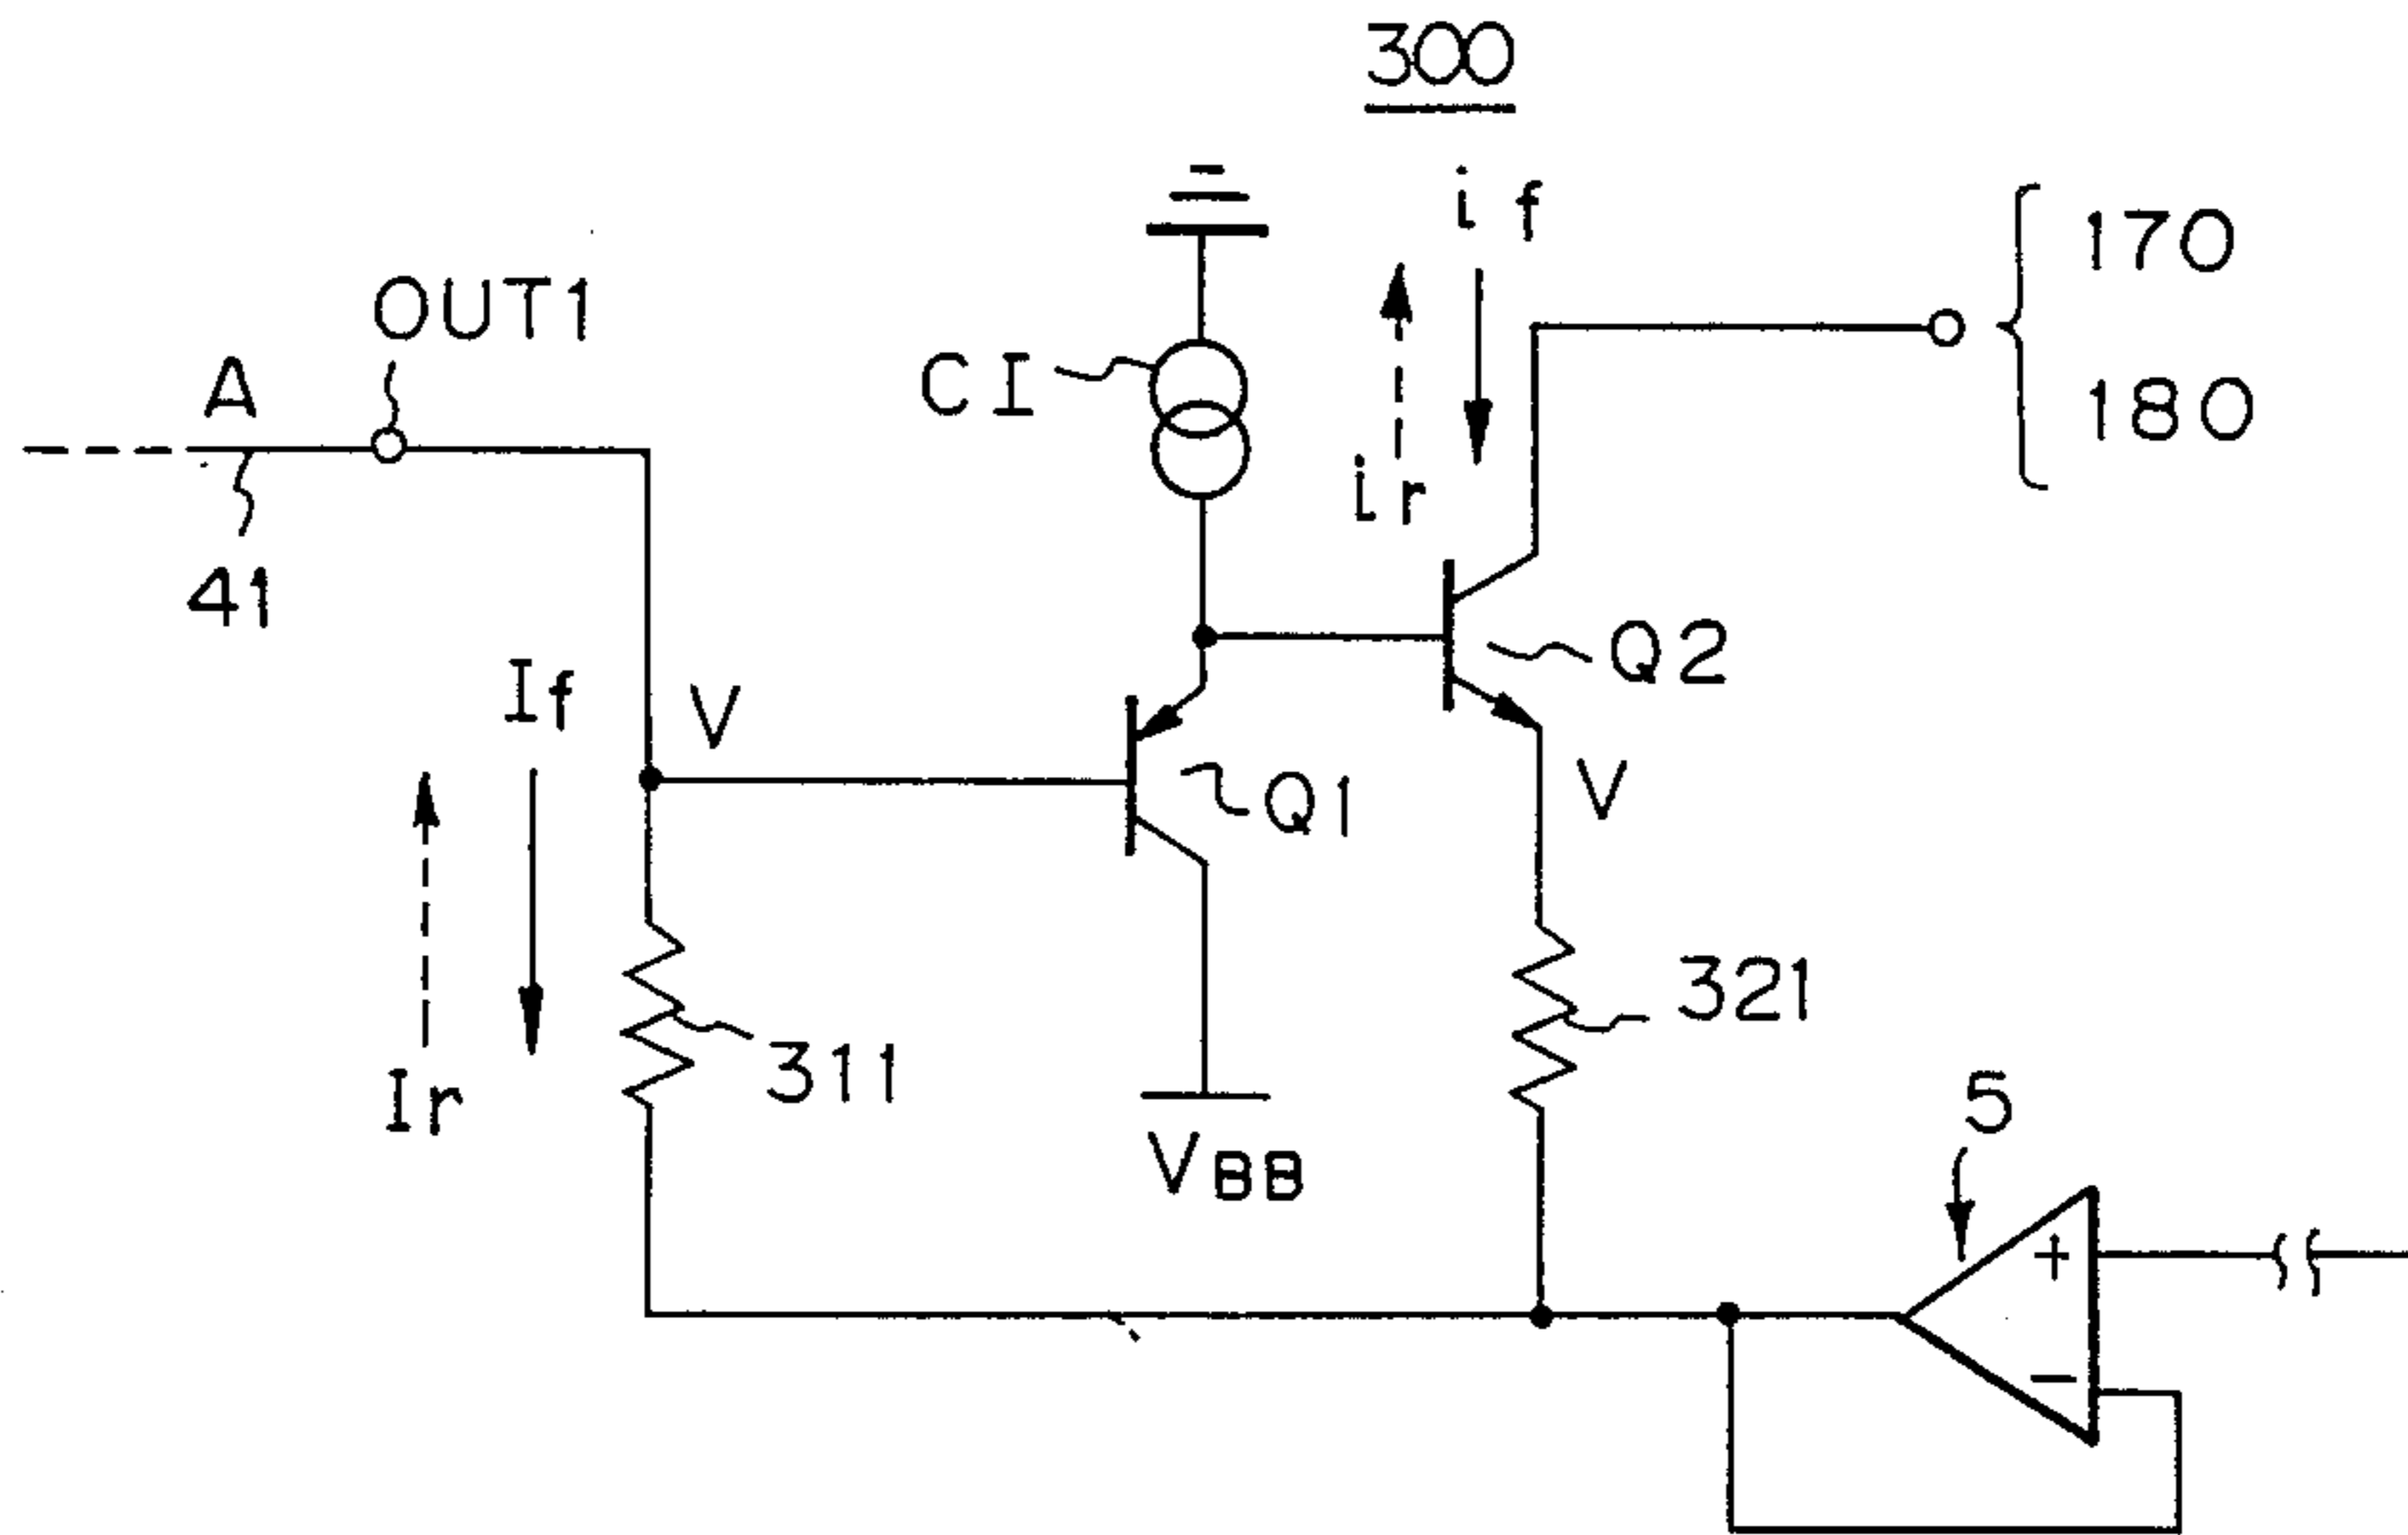 300
if
170
OUT1
A
CI
180
ir
41
Q2
If
V
V
Q1
321
311
Ir
5
VBB
+
−